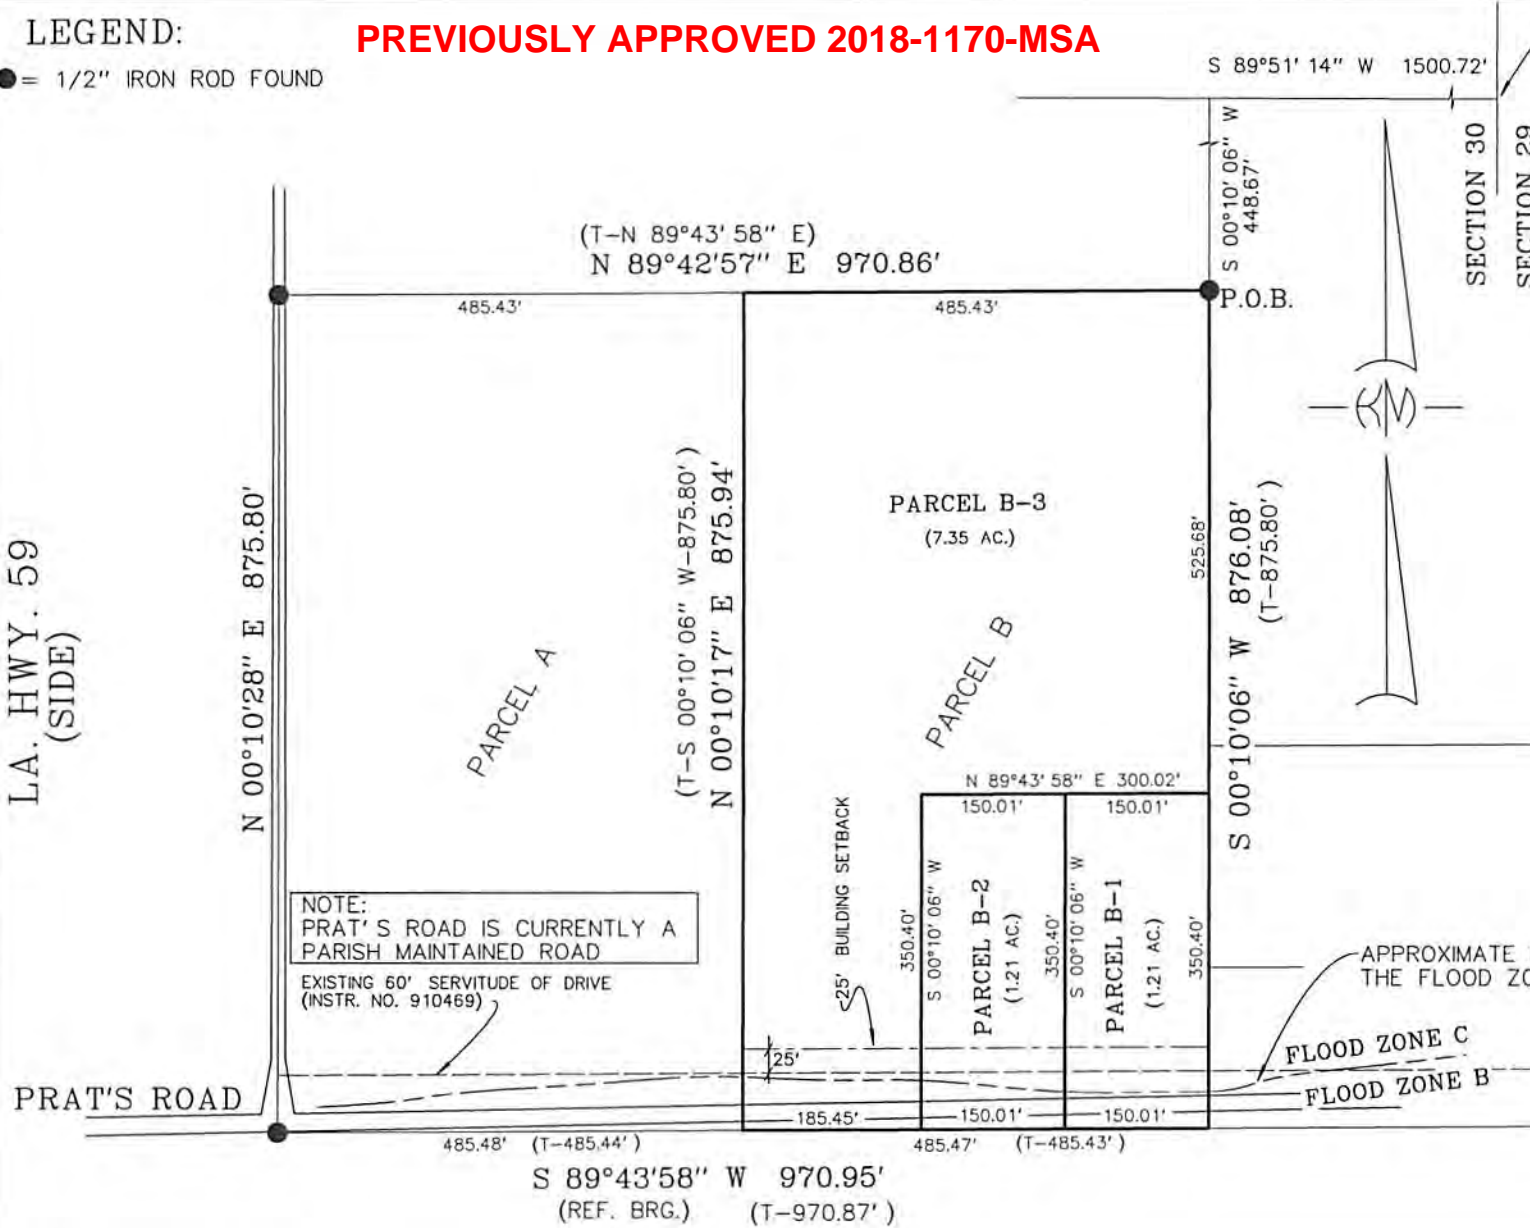 LEGEND:
= 1/2" IRON ROD FOUND
PREVIOUSLY APPROVED 2018-1170-MSA
S 89°51' 14" W 1500.72'
SECTION 30
SECTION 29
S 00°10' 06" W
448.67'
(T-N 89°43' 58" E)
N 89°42'57" E 970.86'
485.43'
485.43'
P.O.B.
LA. HWY. 59
(SIDE)
N 00°10'28" E 875.80'
PARCEL A
(T-S 00°10' 06" W-875.80' )
N 00°10'17" E 875.94'
PARCEL B-3
(7.35 AC.)
PARCEL B
525.68'
S 00°10'06" W 876.08'
(T-875.80' )
N 89°43' 58" E 300.02'
150.01'
150.01'
25' BUILDING SETBACK
350.40'
S 00°10' 06" W
PARCEL B-2
(1.21 AC.)
350.40'
S 00°10' 06" W
PARCEL B-1
(1.21 AC.)
350.40'
NOTE:
PRAT' S ROAD IS CURRENTLY A
PARISH MAINTAINED ROAD
EXISTING 60' SERVITUDE OF DRIVE
(INSTR. NO. 910469)
APPROXIMATE
THE FLOOD ZO
25'
FLOOD ZONE C
FLOOD ZONE B
PRAT'S ROAD
185.45'
150.01'
150.01'
485.48' (T-485.44' )
485.47' (T-485.43' )
S 89°43'58" W 970.95'
(REF. BRG.) (T-970.87' )